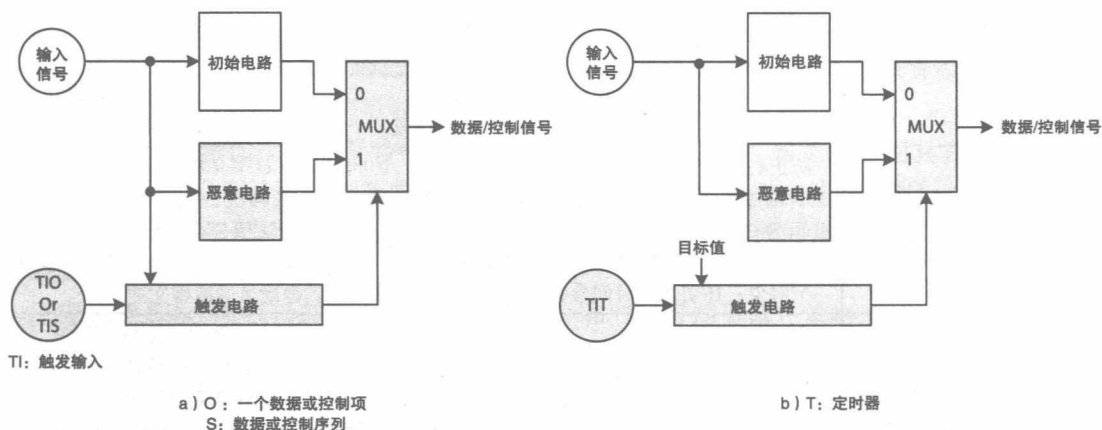 输入
信号
初始电路
0
MUX
数据/控制信号
1
恶意电路
TIO
Or
TIS
触发电路
TI：触发输入
a）O：一个数据或控制项
S：数据或控制序列
输入
信号
初始电路
0
MUX
数据/控制信号
1
恶意电路
目标值
TIT
触发电路
b）T：定时器